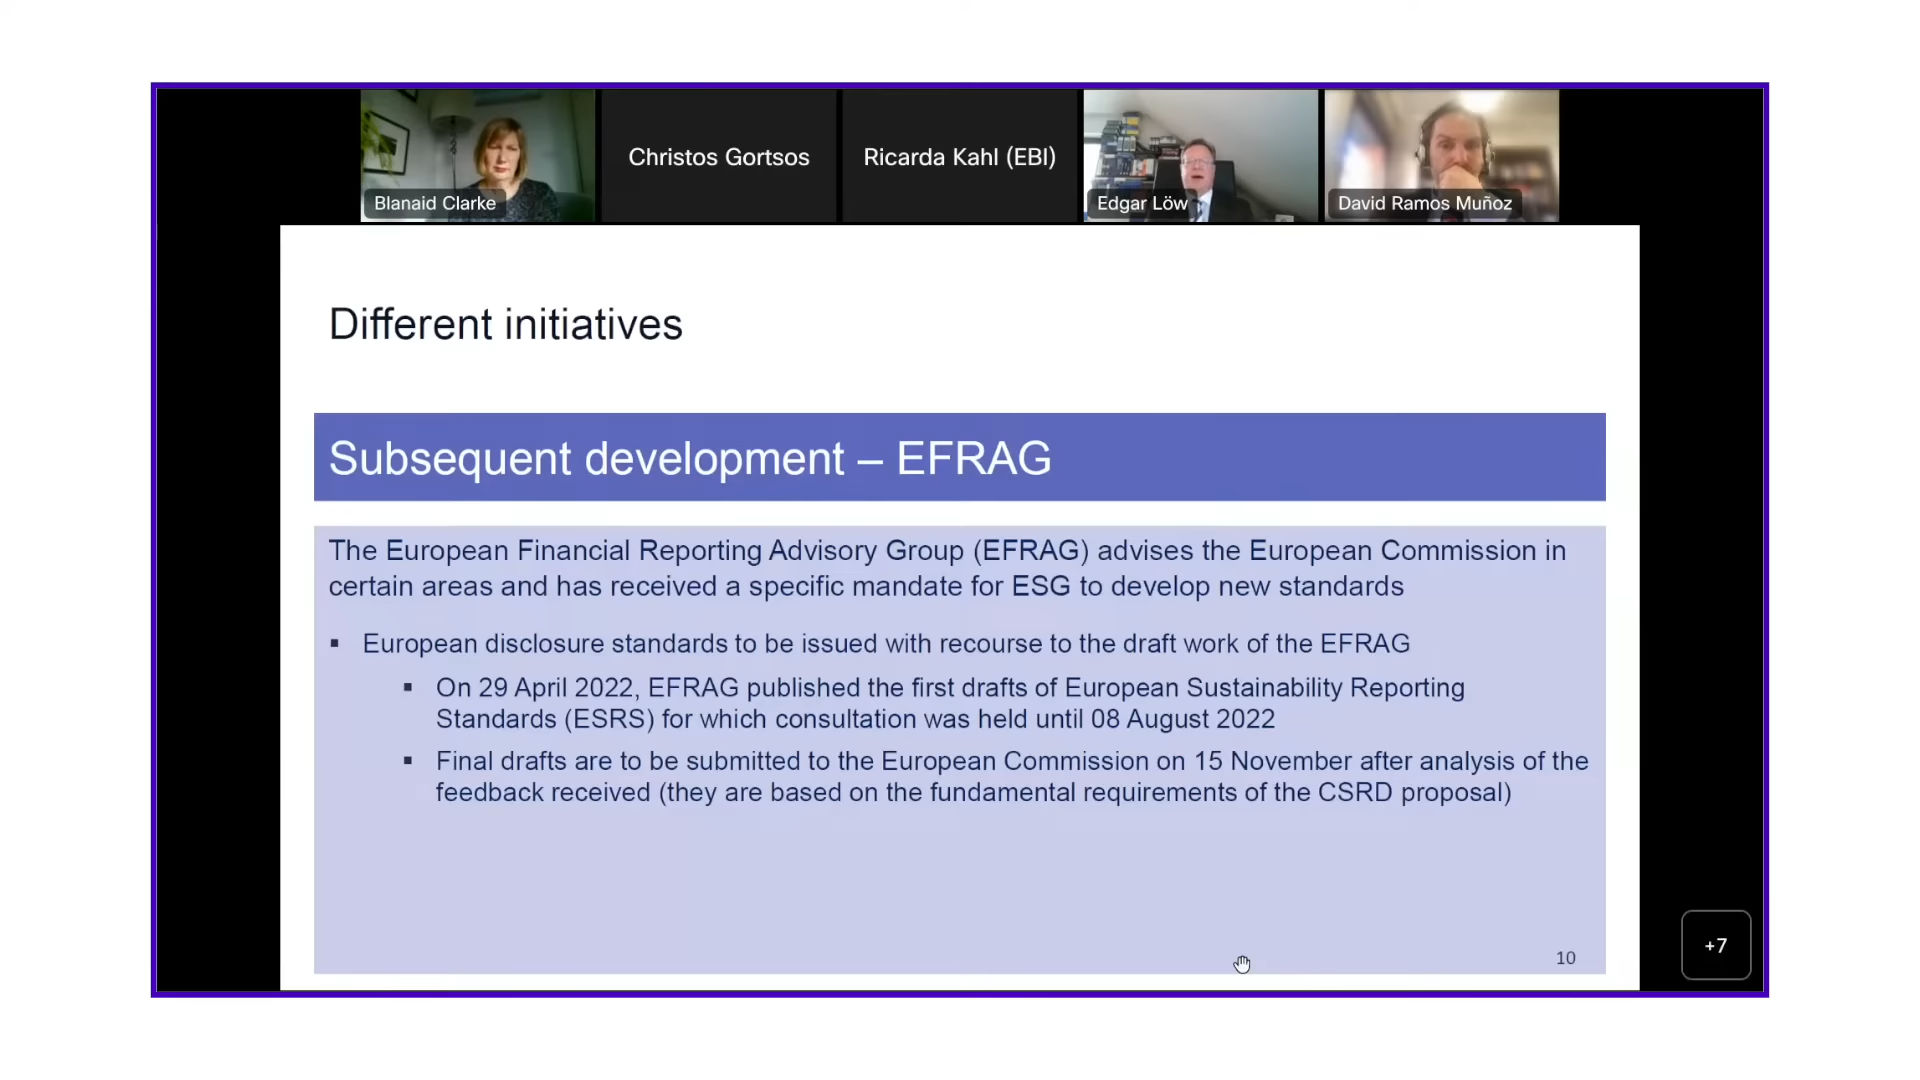 Blanaid Clarke
Christos Gortsos
Ricarda Kahl (EBI)
Edgar Löw
David Ramos Muñoz
Different initiatives
Subsequent development – EFRAG
The European Financial Reporting Advisory Group (EFRAG) advises the European Commission in
certain areas and has received a specific mandate for ESG to develop new standards
▪ European disclosure standards to be issued with recourse to the draft work of the EFRAG
▪ On 29 April 2022, EFRAG published the first drafts of European Sustainability Reporting
Standards (ESRS) for which consultation was held until 08 August 2022
▪ Final drafts are to be submitted to the European Commission on 15 November after analysis of the
feedback received (they are based on the fundamental requirements of the CSRD proposal)
10
+7